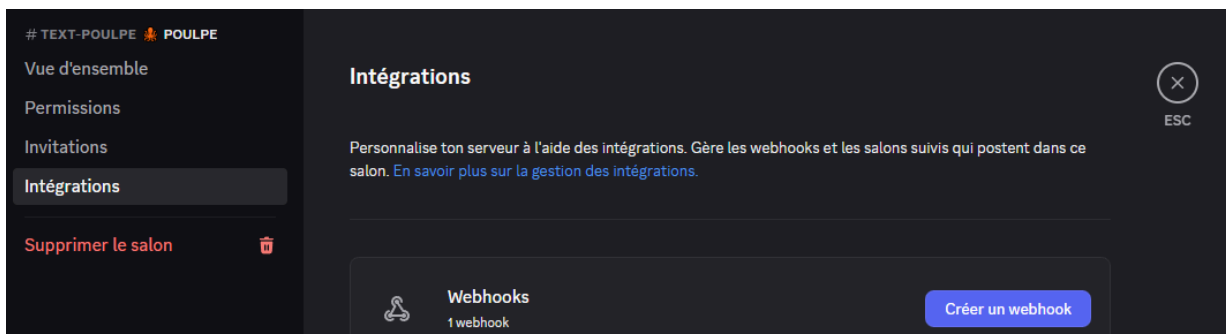 # TEXT-POULPE 🐙 POULPE
Vue d'ensemble
Permissions
Invitations
Intégrations
Supprimer le salon
Intégrations
ESC
Personnalise ton serveur à l'aide des intégrations. Gère les webhooks et les salons suivis qui postent dans ce
salon. En savoir plus sur la gestion des intégrations.
Webhooks
1 webhook
Créer un webhook